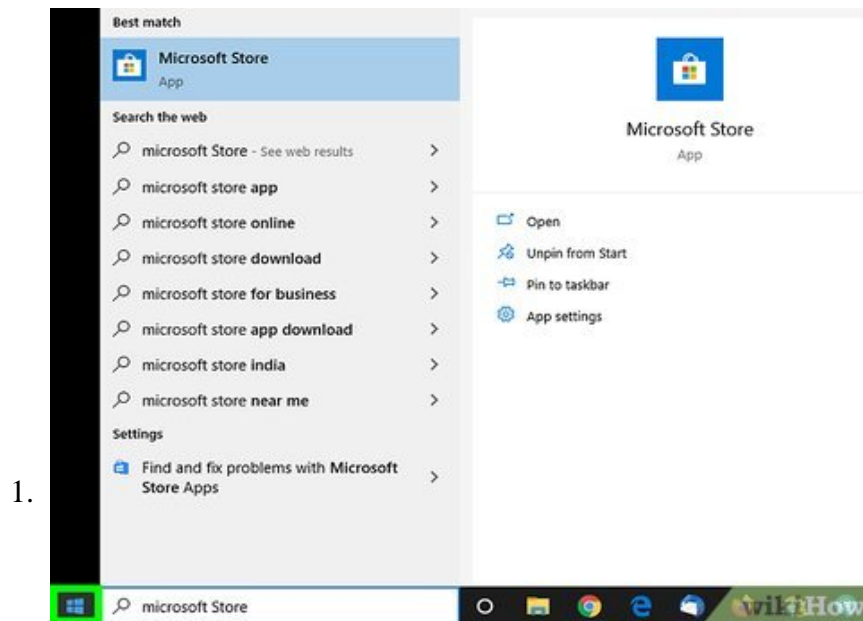 Best match
Microsoft Store
App
Search the web
microsoft Store - See web results
microsoft store app
microsoft store online
microsoft store download
microsoft store for business
microsoft store app download
microsoft store india
microsoft store near me
Settings
Find and fix problems with Microsoft
Store Apps
Microsoft Store
App
Open
Unpin from Start
Pin to taskbar
App settings
1.
microsoft Store
wikiHow